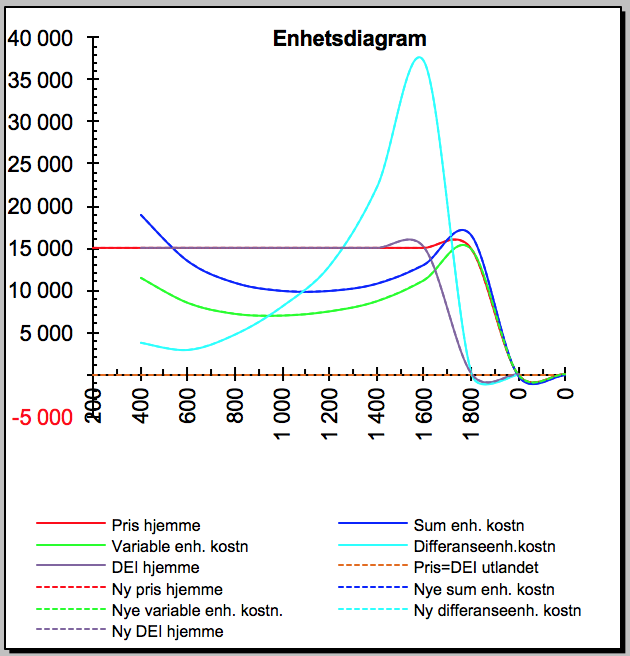 Enhetsdiagram
40 000
35 000
30 000
25 000
20 000
15 000
10 000
5 000
-5 000
200
400
600
800
1 000
1 200
1 400
1 600
1 800
0
0
Pris hjemme
Sum enh. kostn
Variable enh. kostn
Differanseenh.kostn
DEI hjemme
Pris=DEI utlandet
Ny pris hjemme
Nye sum enh. kostn
Nye variable enh. kostn.
Ny differanseenh. kostn
Ny DEI hjemme